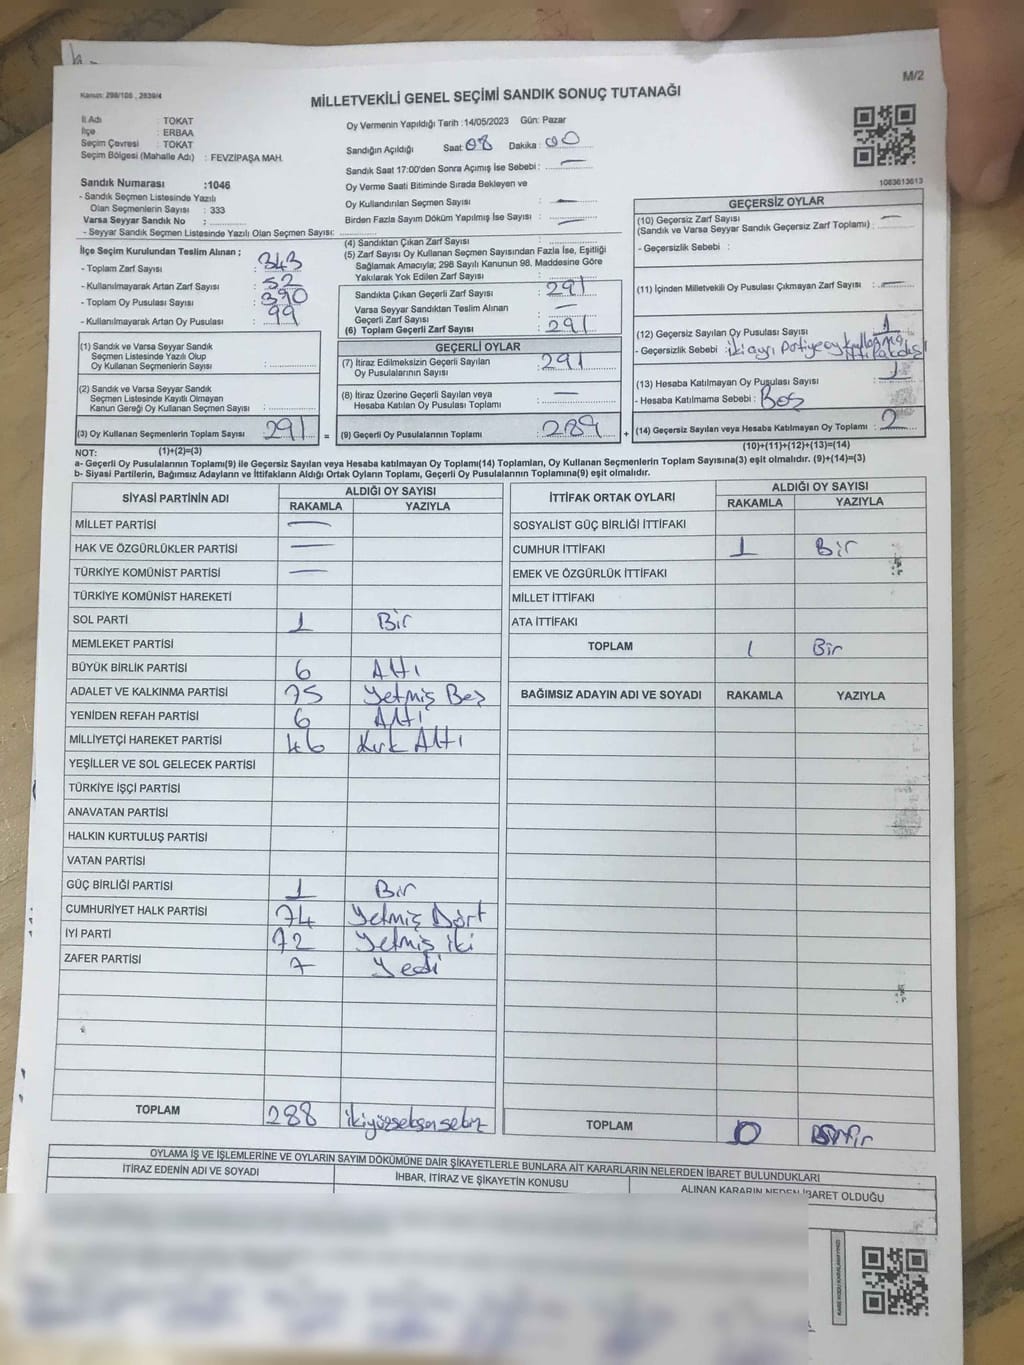 M/2
Kanun: 298/105 , 2839/4
MİLLETVEKİLİ GENEL SEÇİMİ SANDIK SONUÇ TUTANAĞI
İl Adı : TOKAT
İlçe : ERBAA
Seçim Çevresi : TOKAT
Seçim Bölgesi (Mahalle Adı) : FEVZİPAŞA MAH.
Oy Vermenin Yapıldığı Tarih :14/05/2023 Gün: Pazar
Sandığın Açıldığı Saat 08 Dakika : 00
Sandık Saat 17:00'den Sonra Açımış İse Sebebi : —
Oy Verme Saati Bitiminde Sırada Bekleyen ve
Oy Kullandırılan Seçmen Sayısı : —
Birden Fazla Sayım Döküm Yapılmış İse Sayısı : —
1063613613
Sandık Numarası :1046
- Sandık Seçmen Listesinde Yazılı
Olan Seçmenlerin Sayısı : 333
Varsa Seyyar Sandık No :
- Seyyar Sandık Seçmen Listesinde Yazılı Olan Seçmen Sayısı:
İlçe Seçim Kurulundan Teslim Alınan ;
- Toplam Zarf Sayısı : 343
- Kullanılmayarak Artan Zarf Sayısı : 52
- Toplam Oy Pusulası Sayısı : 390
- Kullanılmayarak Artan Oy Pusulası : 99
(1) Sandık ve Varsa Seyyar Sandık
Seçmen Listesinde Yazılı Olup
Oy Kullanan Seçmenlerin Sayısı :
(2) Sandık ve Varsa Seyyar Sandık
Seçmen Listesinde Kayıtlı Olmayan
Kanun Gereği Oy Kullanan Seçmen Sayısı :
(3) Oy Kullanan Seçmenlerin Toplam Sayısı : 291
(1)+(2)=(3)
(4) Sandıktan Çıkan Zarf Sayısı :
(5) Zarf Sayısı Oy Kullanan Seçmen Sayısından Fazla İse, Eşitliği
Sağlamak Amacıyla; 298 Sayılı Kanunun 98. Maddesine Göre
Yakılarak Yok Edilen Zarf Sayısı :
Sandıkta Çıkan Geçerli Zarf Sayısı : 291
Varsa Seyyar Sandıktan Teslim Alınan
Geçerli Zarf Sayısı : —
(6) Toplam Geçerli Zarf Sayısı : 291
GEÇERLİ OYLAR
(7) İtiraz Edilmeksizin Geçerli Sayılan
Oy Pusulalarının Sayısı : 291
(8) İtiraz Üzerine Geçerli Sayılan veya
Hesaba Katılan Oy Pusulası Toplamı : —
= (9) Geçerli Oy Pusulalarının Toplamı : 289 +
GEÇERSİZ OYLAR
(10) Geçersiz Zarf Sayısı : —
(Sandık ve Varsa Seyyar Sandık Geçersiz Zarf Toplamı) :
- Geçersizlik Sebebi :
(11) İçinden Milletvekili Oy Pusulası Çıkmayan Zarf Sayısı : —
(12) Geçersiz Sayılan Oy Pusulası Sayısı : 1
- Geçersizlik Sebebi : iki ayrı Partiye oy
(13) Hesaba Katılmayan Oy Pusulası Sayısı : 1
- Hesaba Katılmama Sebebi : Boş
(14) Geçersiz Sayılan veya Hesaba Katılmayan Oy Toplamı : 2
(10)+(11)+(12)+(13)=(14)
NOT:
a- Geçerli Oy Pusulalarının Toplamı(9) ile Geçersiz Sayılan veya Hesaba katılmayan Oy Toplamı(14) Toplamları, Oy Kullanan Seçmenlerin Toplam Sayısına(3) eşit olmalıdır. (9)+(14)=(3)
b- Siyasi Partilerin, Bağımsız Adayların ve İttifakların Aldığı Ortak Oyların Toplamı, Geçerli Oy Pusulalarının Toplamına(9) eşit olmalıdır.
SİYASİ PARTİNİN ADI ALDIĞI OY SAYISI
RAKAMLA YAZIYLA
MİLLET PARTİSİ —
HAK VE ÖZGÜRLÜKLER PARTİSİ —
TÜRKİYE KOMÜNİST PARTİSİ —
TÜRKİYE KOMÜNİST HAREKETİ
SOL PARTİ 1 Bir
MEMLEKET PARTİSİ
BÜYÜK BİRLİK PARTİSİ 6 Altı
ADALET VE KALKINMA PARTİSİ 75 Yetmiş Beş
YENİDEN REFAH PARTİSİ 6 Altı
MİLLİYETÇİ HAREKET PARTİSİ 46 Kırk Altı
YEŞİLLER VE SOL GELECEK PARTİSİ
TÜRKİYE İŞÇİ PARTİSİ
ANAVATAN PARTİSİ
HALKIN KURTULUŞ PARTİSİ
VATAN PARTİSİ
GÜÇ BİRLİĞİ PARTİSİ 1 Bir
CUMHURİYET HALK PARTİSİ 74 Yetmiş Dört
İYİ PARTİ 72 Yetmiş iki
ZAFER PARTİSİ 7 Yedi
TOPLAM 288 ikiyüzseksensekiz
İTTİFAK ORTAK OYLARI ALDIĞI OY SAYISI
RAKAMLA YAZIYLA
SOSYALİST GÜÇ BİRLİĞİ İTTİFAKI
CUMHUR İTTİFAKI 1 Bir
EMEK VE ÖZGÜRLÜK İTTİFAKI
MİLLET İTTİFAKI
ATA İTTİFAKI
TOPLAM 1 Bir
BAĞIMSIZ ADAYIN ADI VE SOYADI RAKAMLA YAZIYLA
TOPLAM 0
OYLAMA İŞ VE İŞLEMLERİNE VE OYLARIN SAYIM DÖKÜMÜNE DAİR ŞİKAYETLERLE BUNLARA AİT KARARLARIN NELERDEN İBARET BULUNDUKLARI
İTİRAZ EDENİN ADI VE SOYADI İHBAR, İTİRAZ VE ŞİKAYETİN KONUSU ALINAN KARARIN NEDEN İBARET OLDUĞU